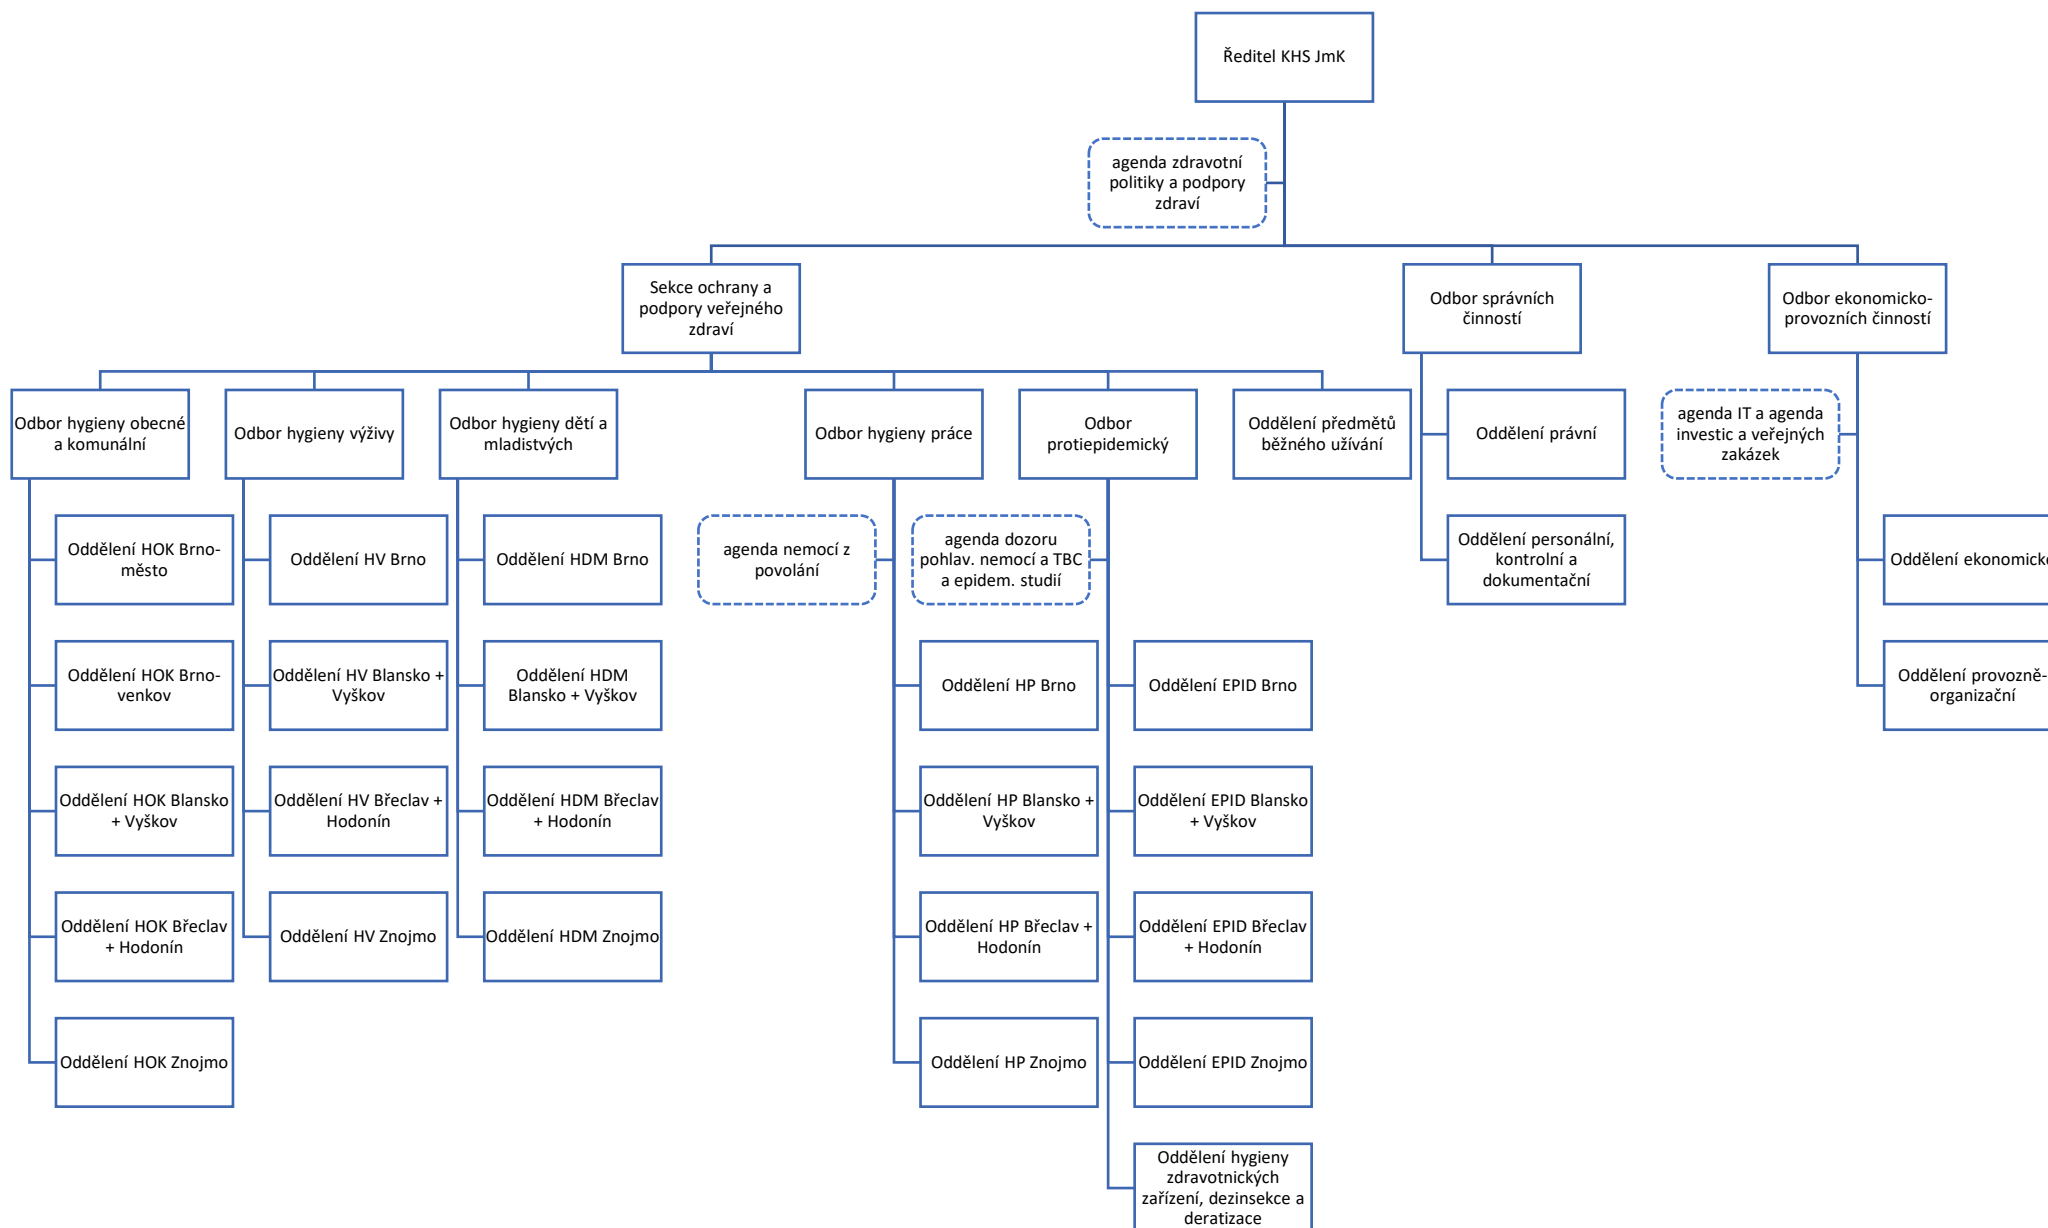 Ředitel KHS JmK
agenda zdravotní
politiky a podpory
zdraví
Sekce ochrany a
podpory veřejného
zdraví
Odbor správních
činností
Odbor ekonomicko-
provozních činností
Odbor hygieny obecné
a komunální
Odbor hygieny výživy
Odbor hygieny dětí a
mladistvých
Odbor hygieny práce
Odbor
protiepidemický
Oddělení předmětů
běžného užívání
Oddělení právní
agenda IT a agenda
investic a veřejných
zakázek
Oddělení HOK Brno-
město
Oddělení HV Brno
Oddělení HDM Brno
agenda nemocí z
povolání
agenda dozoru
pohlav. nemocí a TBC
a epidem. studií
Oddělení personální,
kontrolní a
dokumentační
Oddělení ekonomické
Oddělení HOK Brno-
venkov
Oddělení HV Blansko +
Vyškov
Oddělení HDM
Blansko + Vyškov
Oddělení HP Brno
Oddělení EPID Brno
Oddělení provozně-
organizační
Oddělení HOK Blansko
+ Vyškov
Oddělení HV Břeclav +
Hodonín
Oddělení HDM Břeclav
+ Hodonín
Oddělení HP Blansko +
Vyškov
Oddělení EPID Blansko
+ Vyškov
Oddělení HOK Břeclav
+ Hodonín
Oddělení HV Znojmo
Oddělení HDM Znojmo
Oddělení HP Břeclav +
Hodonín
Oddělení EPID Břeclav
+ Hodonín
Oddělení HOK Znojmo
Oddělení HP Znojmo
Oddělení EPID Znojmo
Oddělení hygieny
zdravotnických
zařízení, dezinsekce a
deratizace